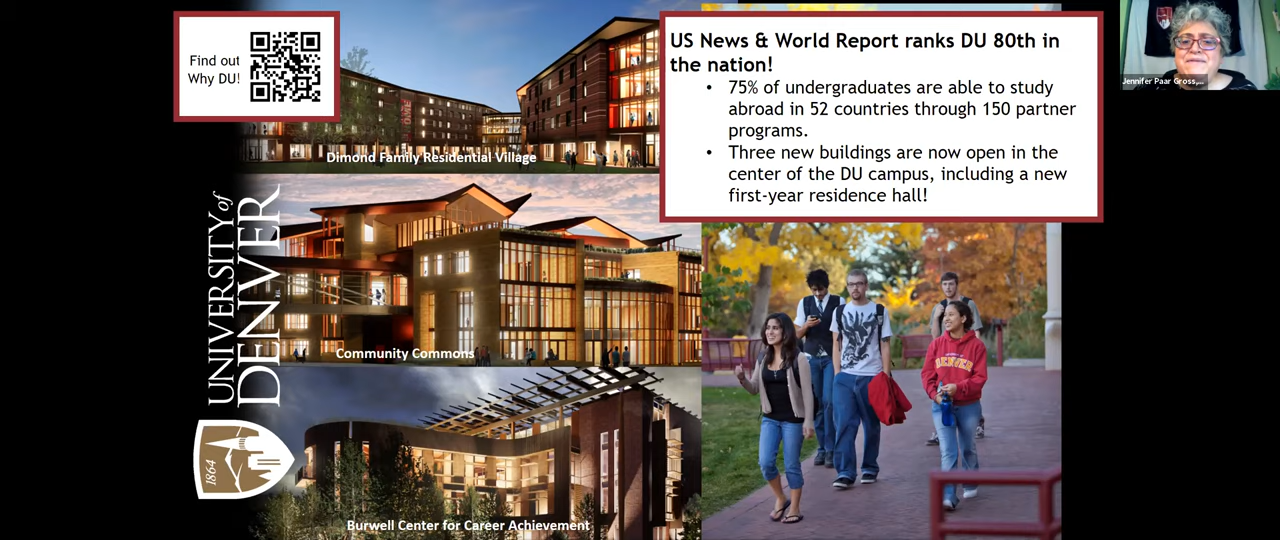 Find out
Why DU!
US News & World Report ranks DU 80th in
the nation!
• 75% of undergraduates are able to study
abroad in 52 countries through 150 partner
programs.
• Three new buildings are now open in the
center of the DU campus, including a new
first-year residence hall!
Jennifer Paar Gross
Dimond Family Residential Village
UNIVERSITY of
DENVER
1864
Community Commons
Burwell Center for Career Achievement
DENVER